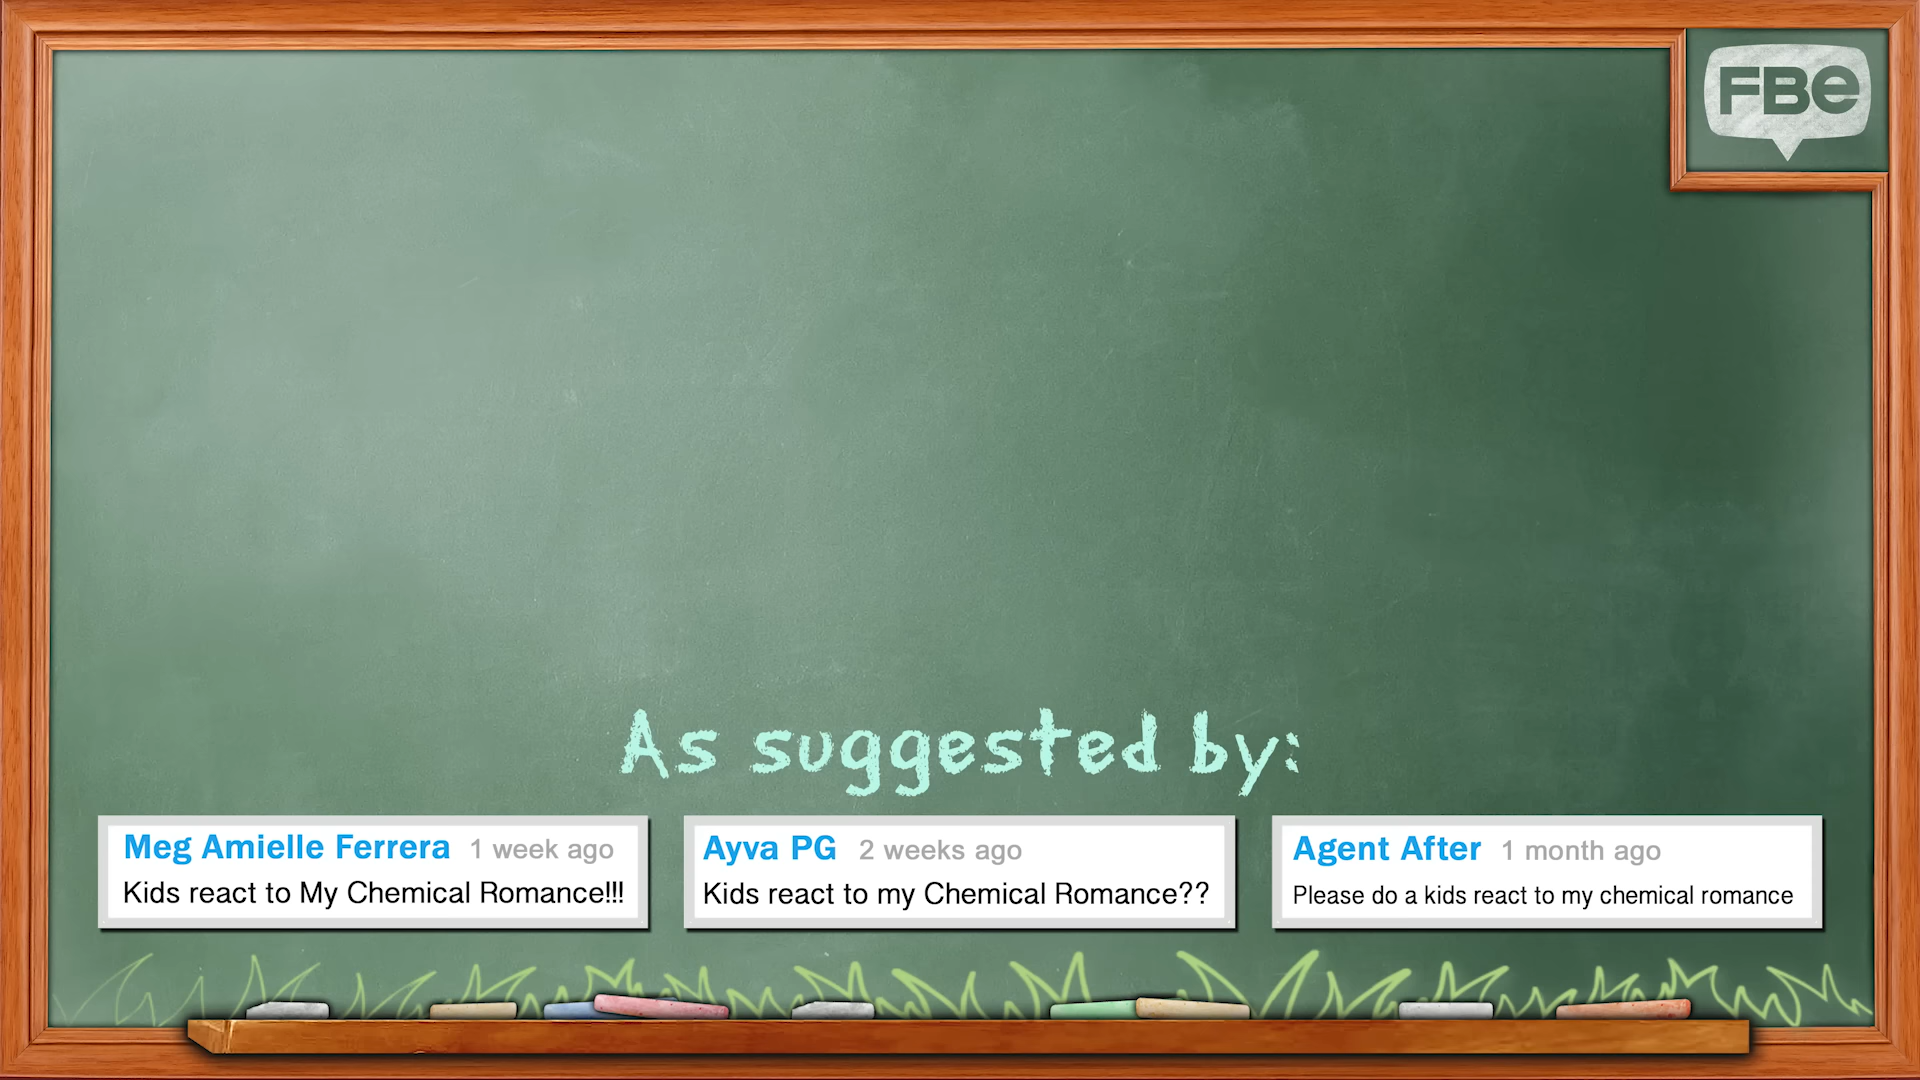 FBE
As suggested by:
Meg Amielle Ferrera 1 week ago
Kids react to My Chemical Romance!!!
Ayva PG 2 weeks ago
Kids react to my Chemical Romance??
Agent After 1 month ago
Please do a kids react to my chemical romance